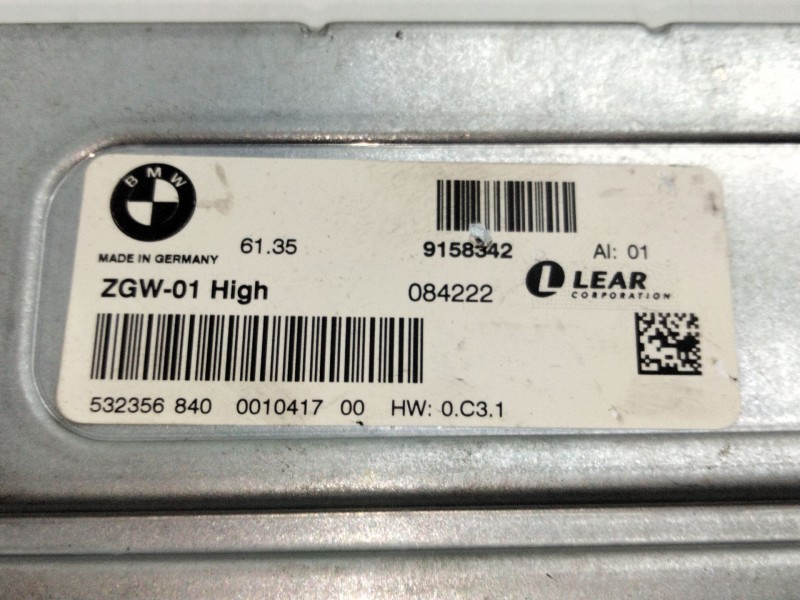 BMW
MADE IN GERMANY
61.35
9158342
AI: 01
ZGW-01 High
084222
L LEAR
CORPORATION
532356 840 0010417 00 HW: 0.C3.1